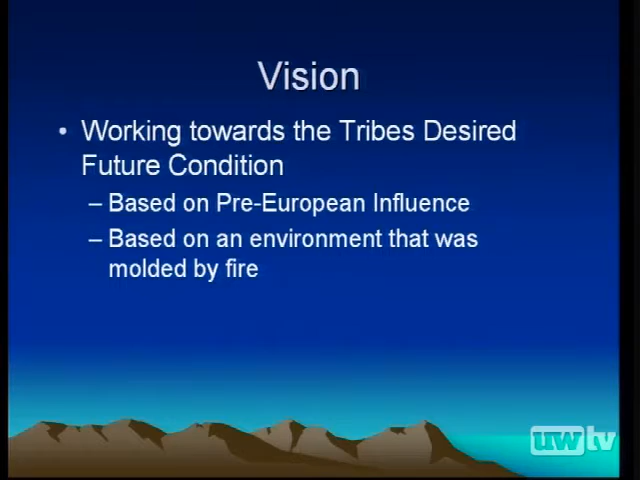 Vision
• Working towards the Tribes Desired
Future Condition
– Based on Pre-European Influence
– Based on an environment that was
molded by fire
uwtv